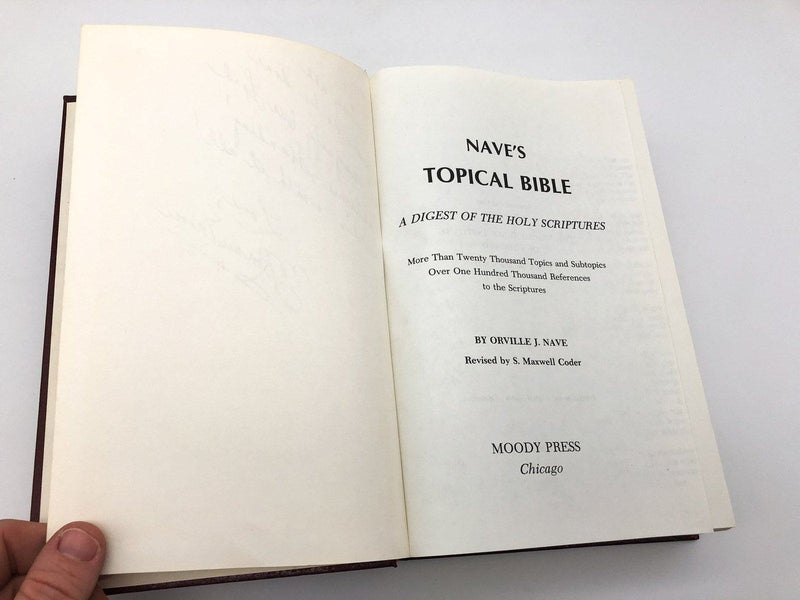 NAVE'S
TOPICAL BIBLE
A DIGEST OF THE HOLY SCRIPTURES
More Than Twenty Thousand Topics and Subtopics
Over One Hundred Thousand References
to the Scriptures
BY ORVILLE J. NAVE
Revised by S. Maxwell Coder
MOODY PRESS
Chicago